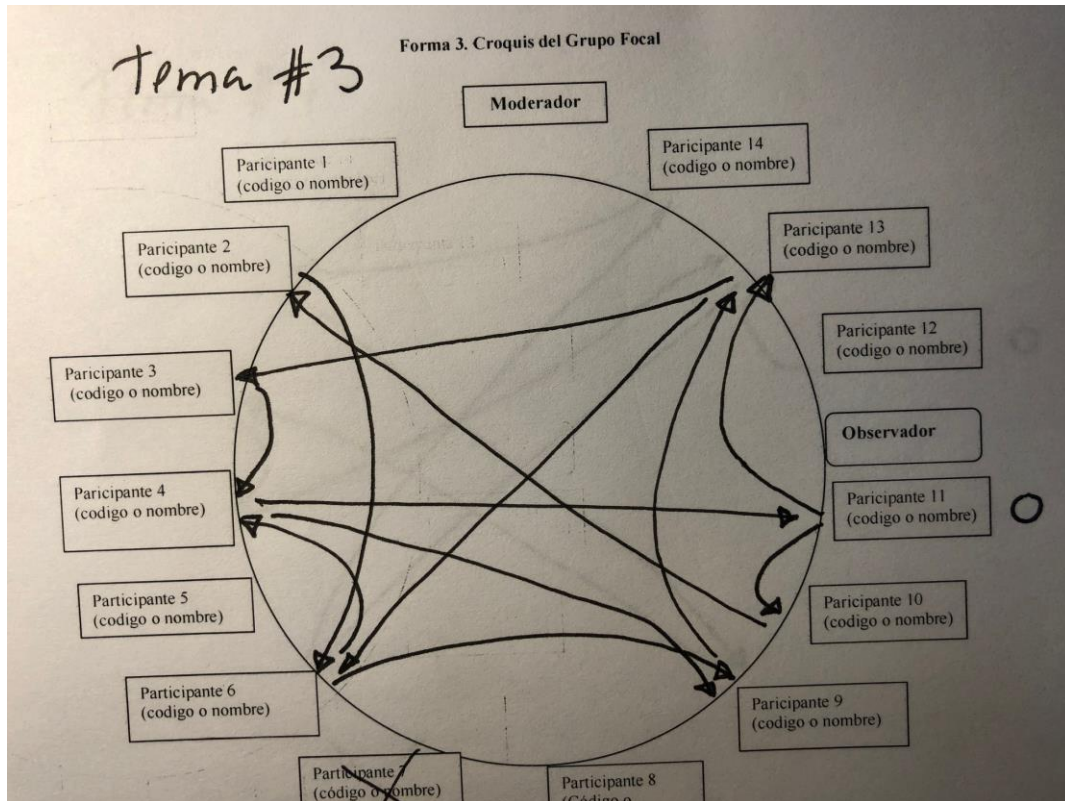 Forma 3. Croquis del Grupo Focal
Tema #3
Moderador
Paricipante 1
(codigo o nombre)
Paricipante 14
(codigo o nombre)
Paricipante 2
(codigo o nombre)
Paricipante 13
(codigo o nombre)
Paricipante 3
(codigo o nombre)
Paricipante 12
(codigo o nombre)
Observador
Paricipante 4
(codigo o nombre)
Paricipante 11
(codigo o nombre)
Participante 5
(codigo o nombre)
Paricipante 10
(codigo o nombre)
Participante 6
(codigo o nombre)
Paricipante 9
(codigo o nombre)
Participante 7
(código o nombre)
Participante 8
(Código o